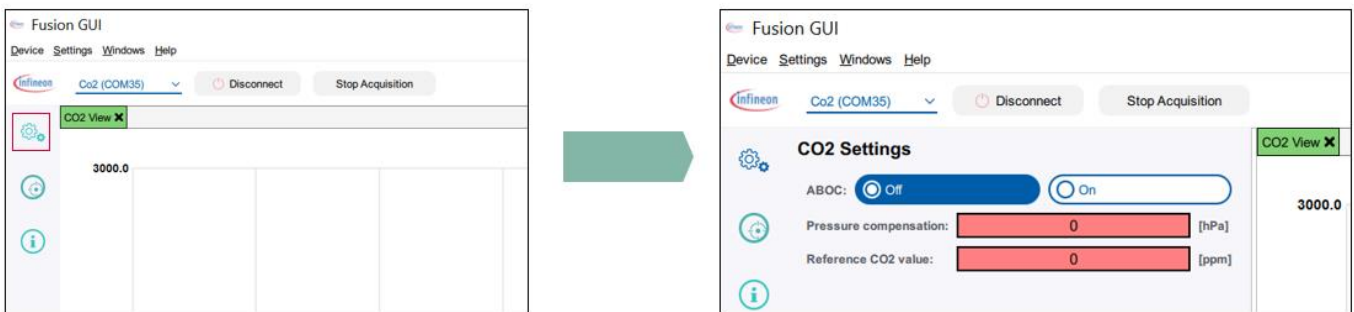 Fusion GUI
Device Settings Windows Help
infineon Co2 (COM35) Disconnect Stop Acquisition
CO2 View
3000.0
Fusion GUI
Device Settings Windows Help
infineon Co2 (COM35) Disconnect Stop Acquisition
CO2 Settings
CO2 View
ABOC: Off On
3000.0
Pressure compensation: 0 [hPa]
Reference CO2 value: 0 [ppm]